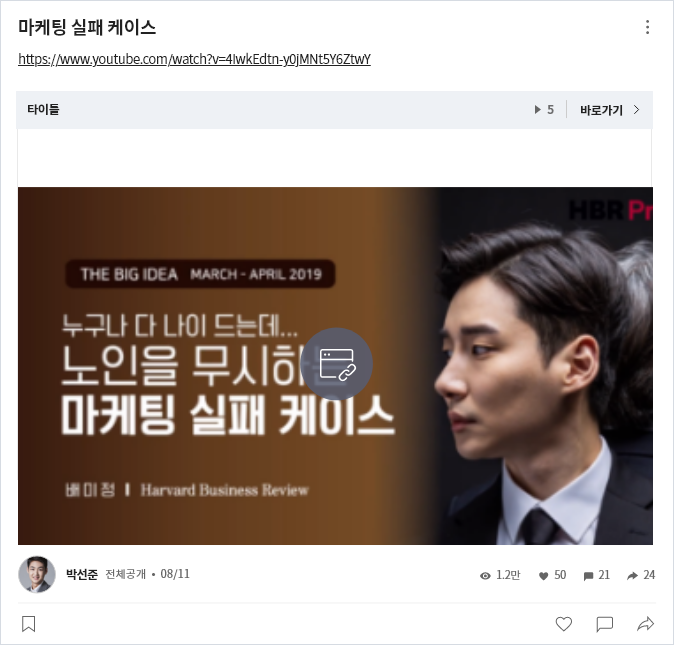 마케팅 실패 케이스
https://www.youtube.com/watch?v=4IwkEdtn-y0jMNt5Y6ZtwY
타이틀
5
바로가기
HBR Pr
THE BIG IDEA MARCH - APRIL 2019
누구나 다 나이 드는데...
노인을 무시하는
마케팅 실패 케이스
배미정 | Harvard Business Review
박선준 전체공개 • 08/11
1.2만 50 21 24